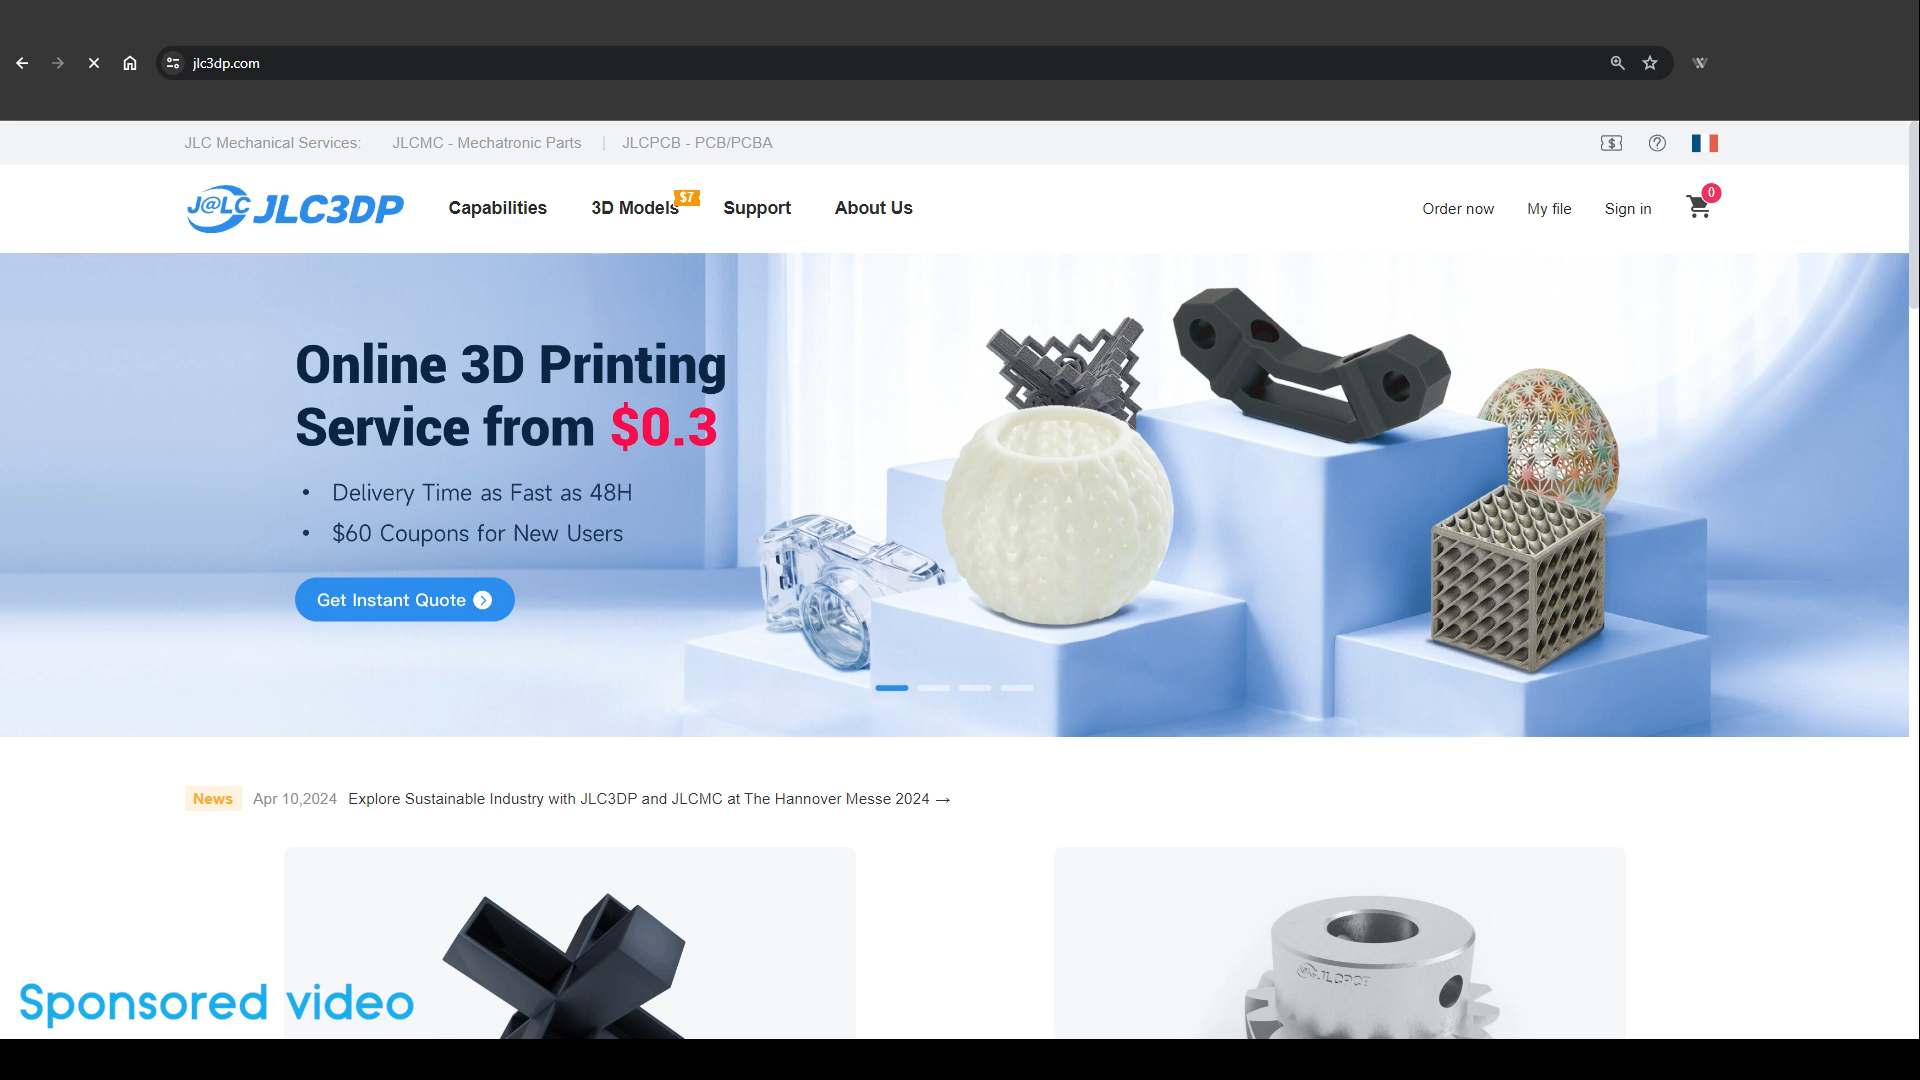 jlc3dp.com
JLC Mechanical Services: JLCMC - Mechatronic Parts | JLCPCB - PCB/PCBA
J@LC JLC3DP Capabilities 3D Models $7 Support About Us Order now My file Sign in 0
Online 3D Printing
Service from $0.3
• Delivery Time as Fast as 48H
• $60 Coupons for New Users
Get Instant Quote
News Apr 10,2024 Explore Sustainable Industry with JLC3DP and JLCMC at The Hannover Messe 2024 →
JLCPCB
Sponsored video